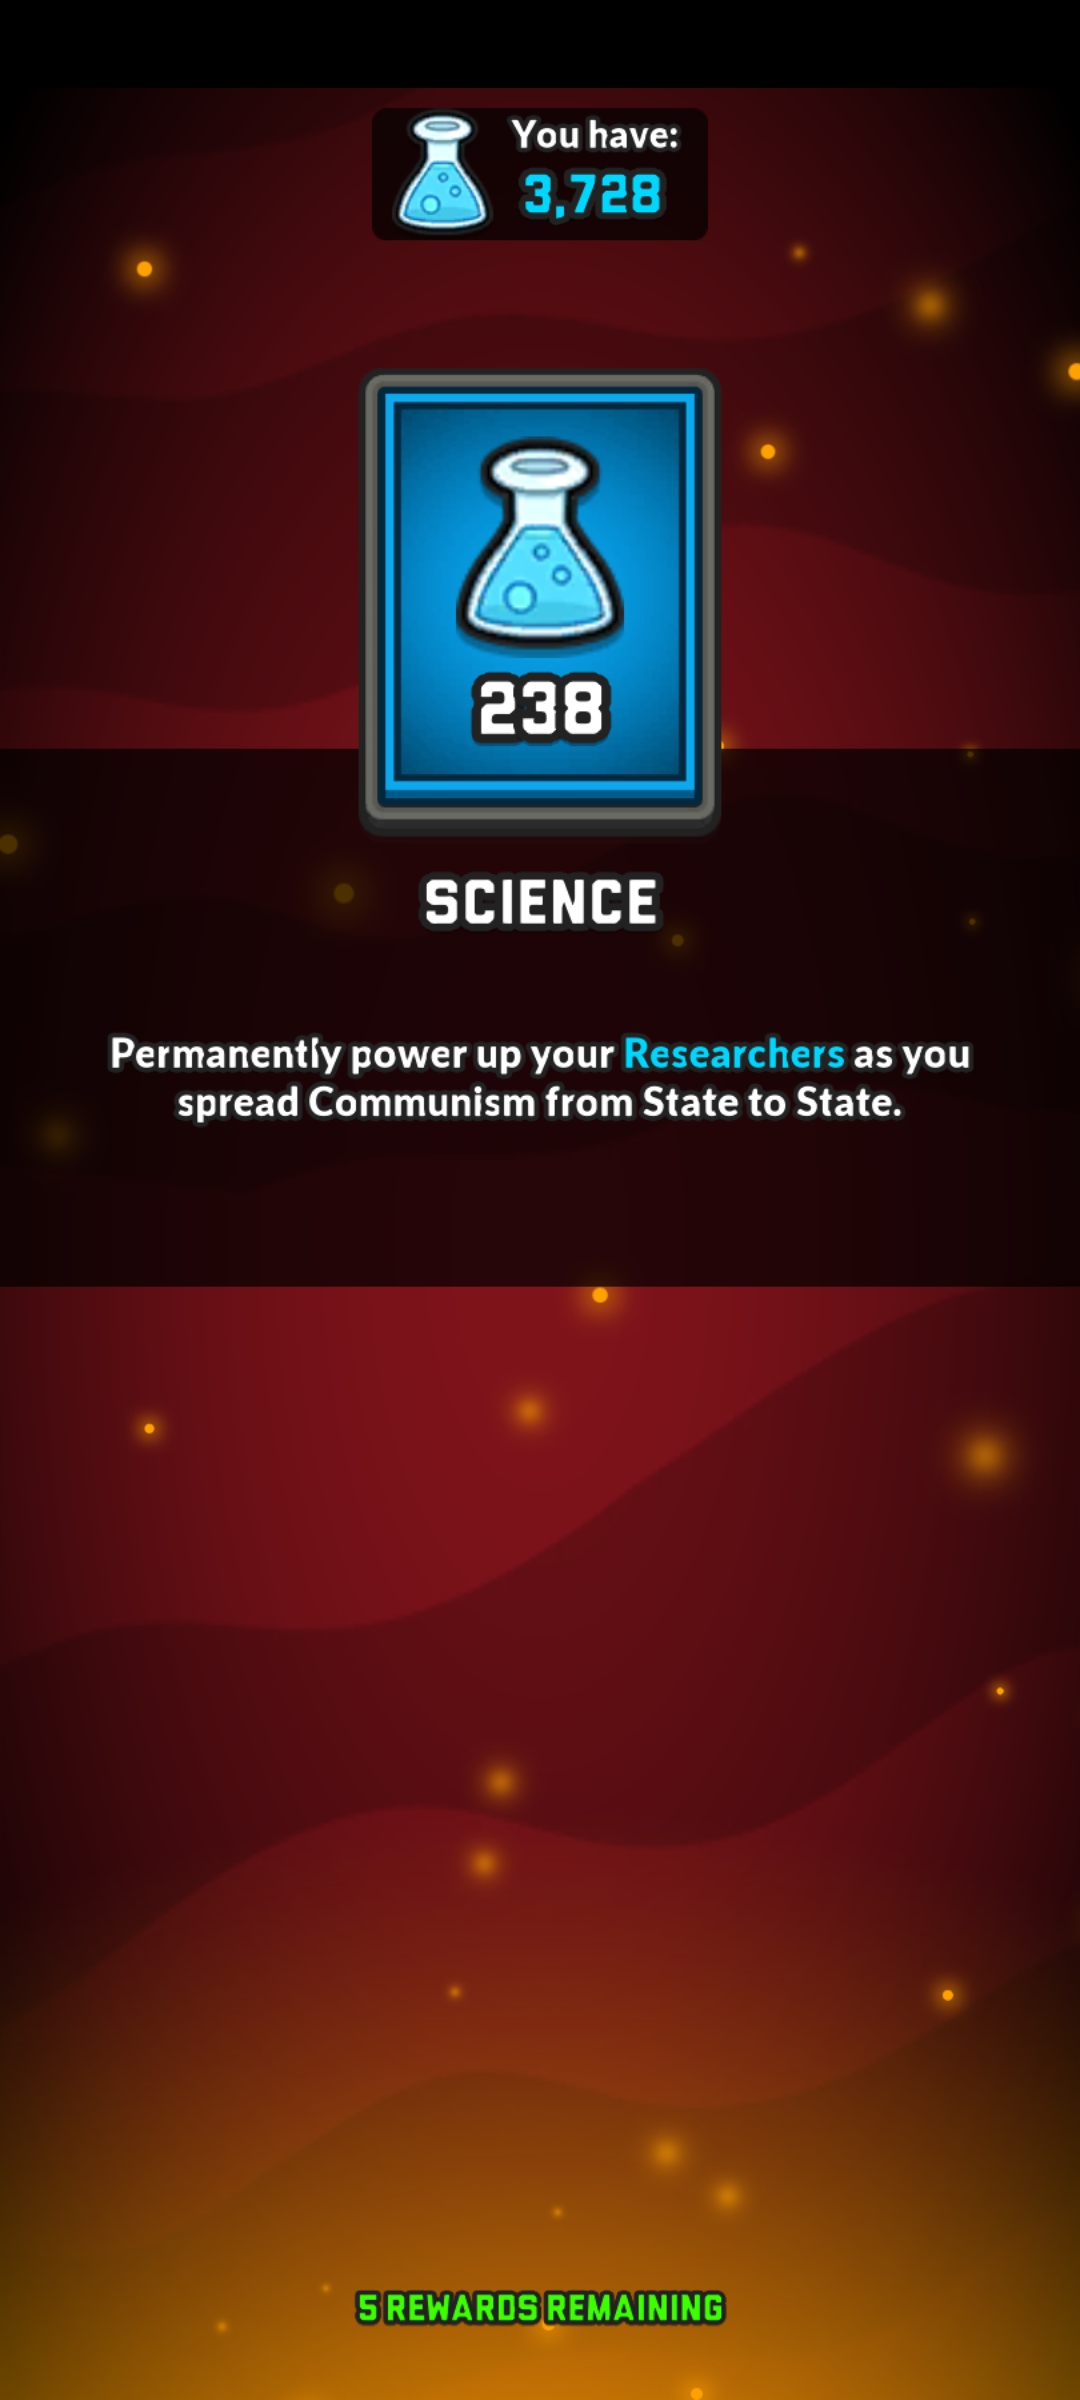 You have:
3,728
238
SCIENCE
Permanently power up your Researchers as you
spread Communism from State to State.
5 REWARDS REMAINING